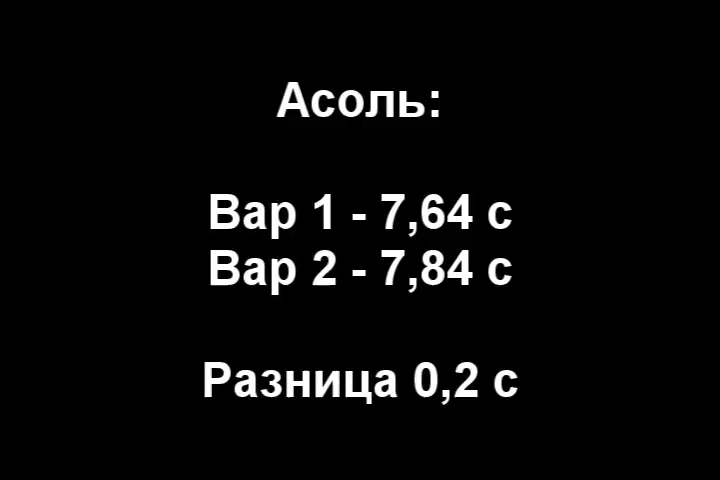 Асоль:
Вар 1 - 7,64 с
Вар 2 - 7,84 с
Разница 0,2 с